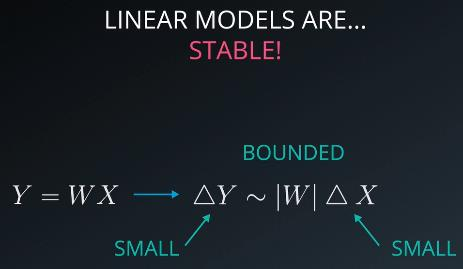 LINEAR MODELS ARE...
STABLE!
BOUNDED
Y = WX → △Y ~ |W| △ X
SMALL SMALL